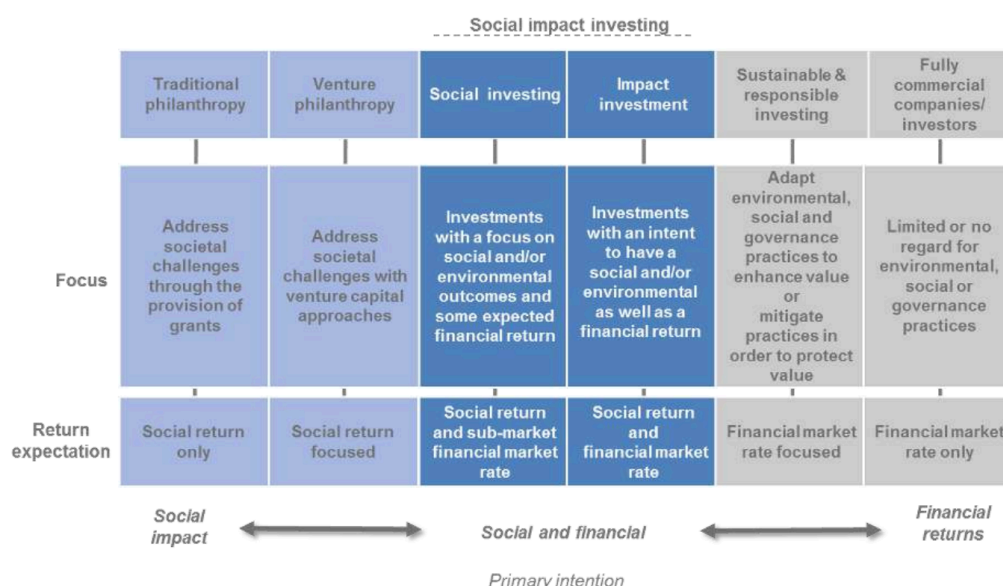 Social impact investing
Traditional
philanthropy
Venture
philanthropy
Social investing
Impact
investment
Sustainable &
responsible
investing
Fully
commercial
companies/
investors
Focus
Address
societal
challenges
through the
provision of
grants
Address
societal
challenges with
venture capital
approaches
Investments
with a focus on
social and/or
environmental
outcomes and
some expected
financial return
Investments
with an intent
to have a
social and/or
environmental
as well as a
financial return
Adapt
environmental,
social and
governance
practices to
enhance value
or
mitigate
practices in
order to protect
value
Limited or no
regard for
environmental,
social or
governance
practices
Return
expectation
Social return
only
Social return
focused
Social return
and sub-market
financial market
rate
Social return
and
financial market
rate
Financial market
rate focused
Financial market
rate only
Social
impact
Social and financial
Financial
returns
Primary intention